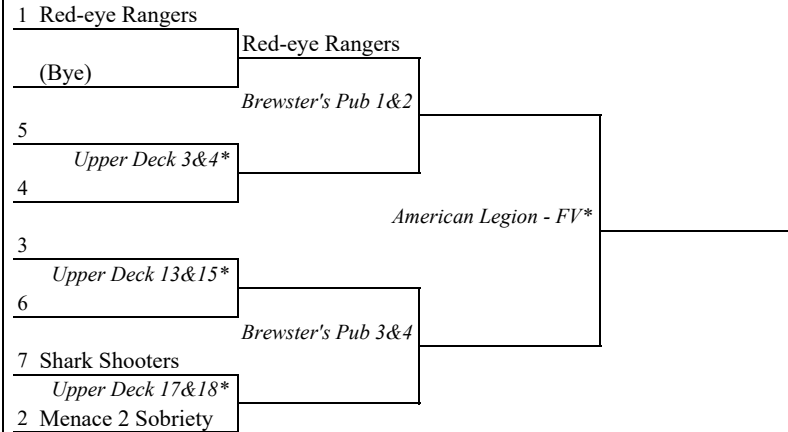 1 Red-eye Rangers
Red-eye Rangers
(Bye)
Brewster's Pub 1&2
5
Upper Deck 3&4*
4
American Legion - FV*
3
Upper Deck 13&15*
6
Brewster's Pub 3&4
7 Shark Shooters
Upper Deck 17&18*
2 Menace 2 Sobriety